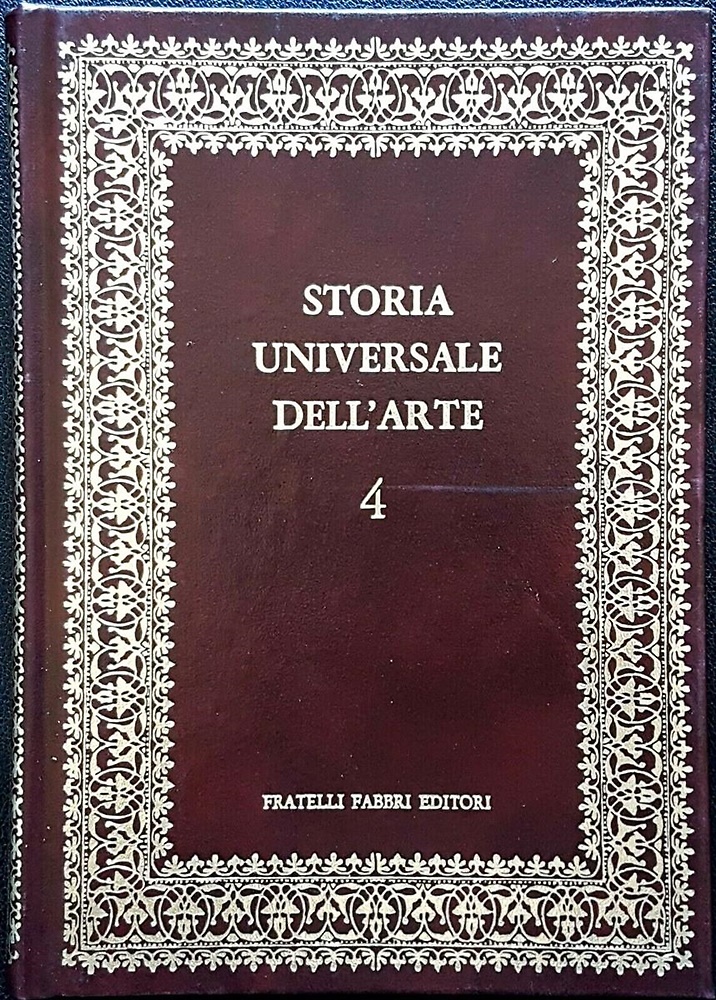 STORIA
UNIVERSALE
DELL'ARTE
4
FRATELLI FABBRI EDITORI